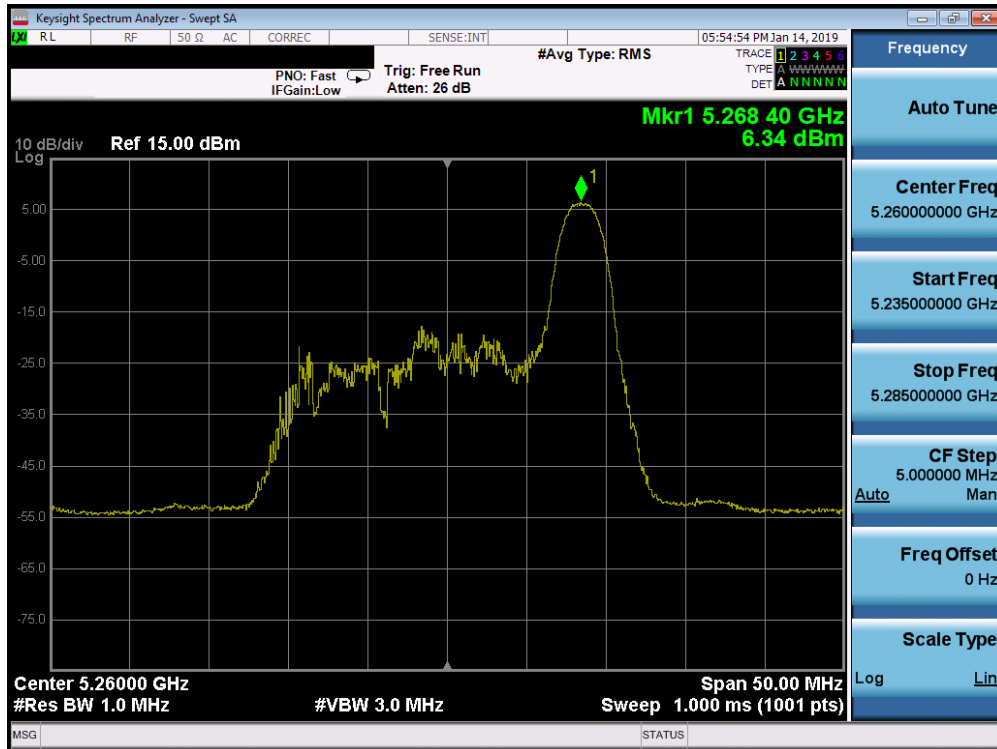 Keysight Spectrum Analyzer - Swept SA
LXI RL RF 50 Ω AC CORREC SENSE:INT 05:54:54 PM Jan 14, 2019
#Avg Type: RMS TRACE 1 2 3 4 5 6
PNO: Fast Trig: Free Run TYPE A WWWWW
IFGain:Low Atten: 26 dB DET A N N N N N
Mkr1 5.268 40 GHz
6.34 dBm
10 dB/div Ref 15.00 dBm
Log
1
5.00
-5.00
-15.0
-25.0
-35.0
-45.0
-55.0
-65.0
-75.0
Center 5.26000 GHz Span 50.00 MHz
#Res BW 1.0 MHz #VBW 3.0 MHz Sweep 1.000 ms (1001 pts)
MSG STATUS
Frequency
Auto Tune
Center Freq
5.260000000 GHz
Start Freq
5.235000000 GHz
Stop Freq
5.285000000 GHz
CF Step
5.000000 MHz
Auto Man
Freq Offset
0 Hz
Scale Type
Log Lin